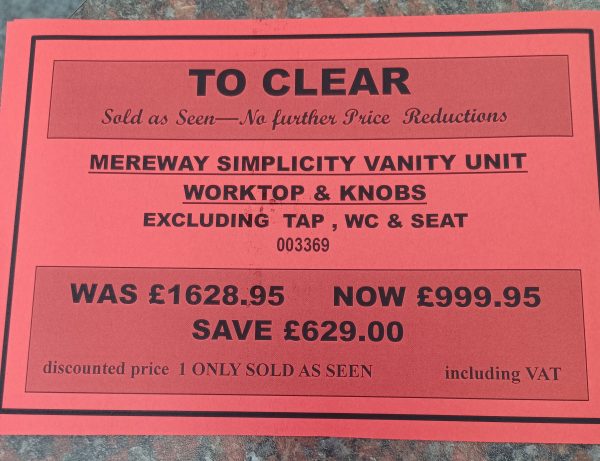 TO CLEAR
Sold as Seen—No further Price Reductions
MEREWAY SIMPLICITY VANITY UNIT
WORKTOP & KNOBS
EXCLUDING TAP , WC & SEAT
003369
WAS £1628.95 NOW £999.95
SAVE £629.00
discounted price 1 ONLY SOLD AS SEEN including VAT